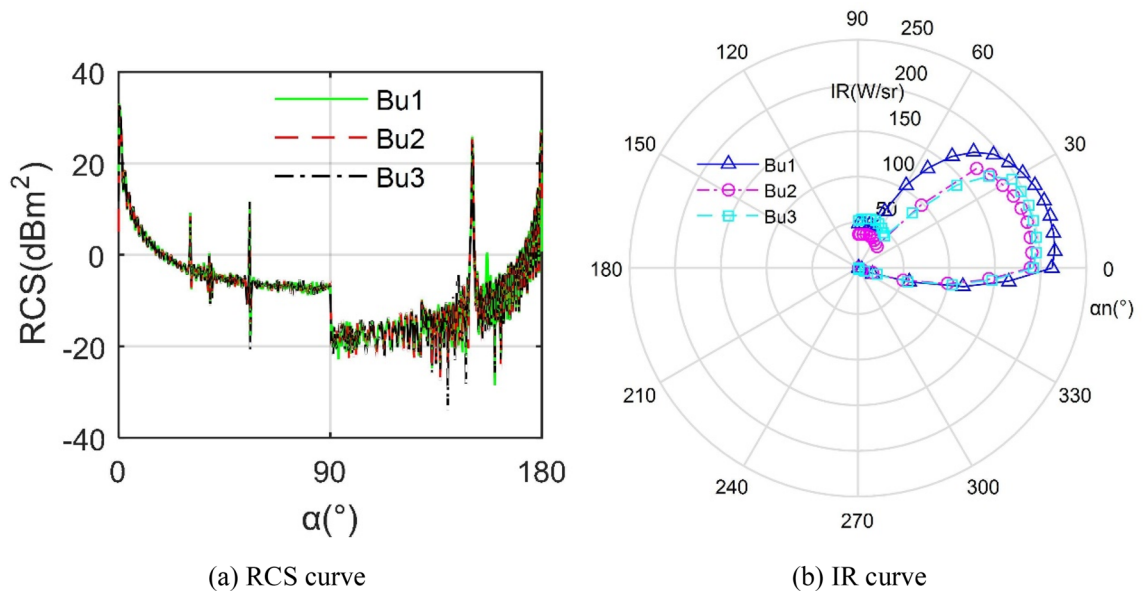 40
20
0
-20
-40
RCS(dBm²)
Bu1
Bu2
Bu3
0
90
180
α(°)
(a) RCS curve
90
250
120
60
200
IR(W/sr)
150
150
30
100
Bu1
Bu2
Bu3
50
180
0
αn(°)
210
330
240
300
270
(b) IR curve